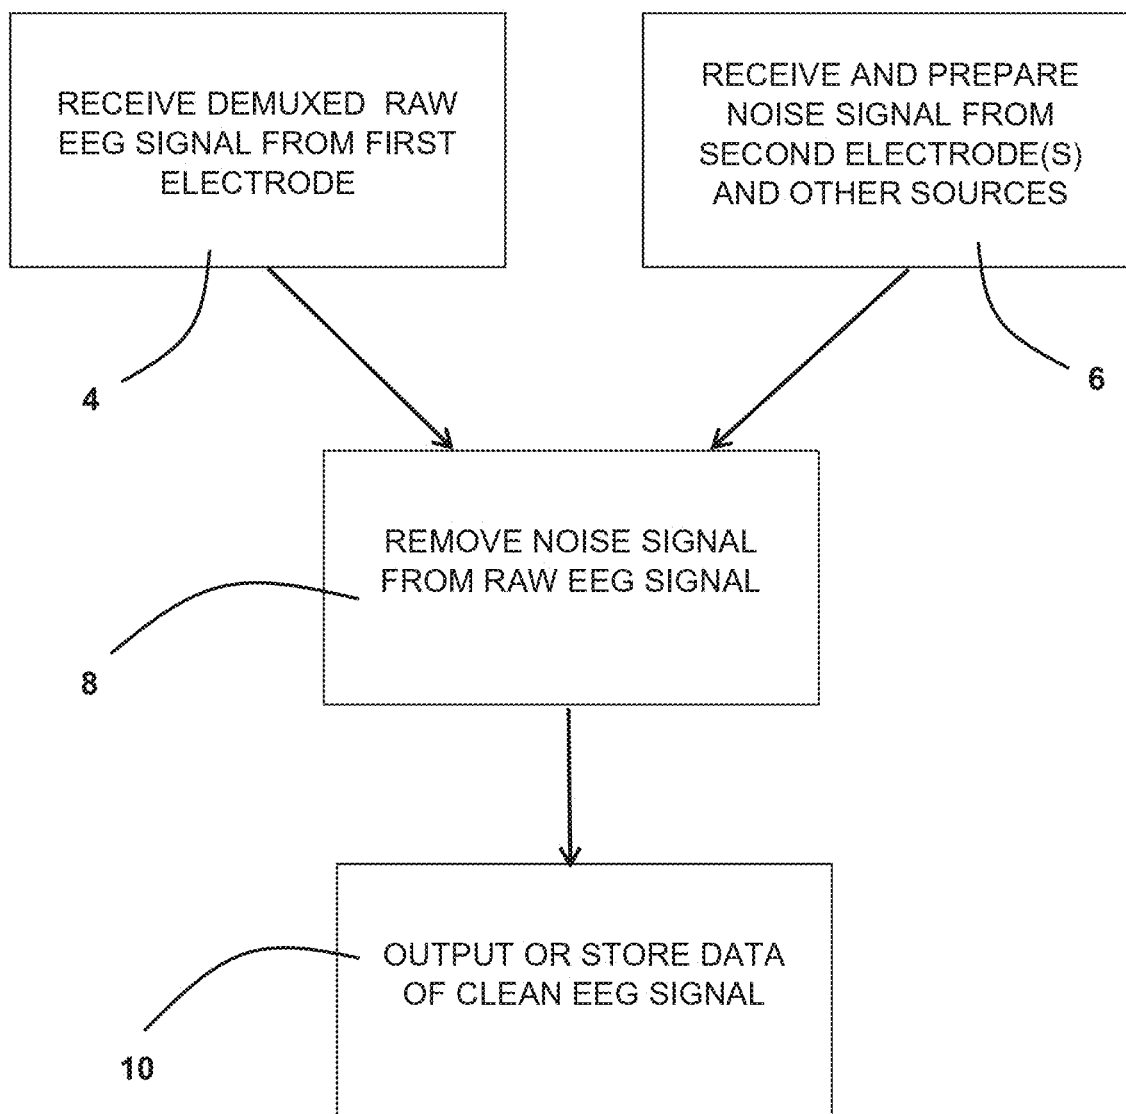 RECEIVE DEMUXED RAW
EEG SIGNAL FROM FIRST
ELECTRODE
RECEIVE AND PREPARE
NOISE SIGNAL FROM
SECOND ELECTRODE(S)
AND OTHER SOURCES
4
6
REMOVE NOISE SIGNAL
FROM RAW EEG SIGNAL
8
OUTPUT OR STORE DATA
OF CLEAN EEG SIGNAL
10